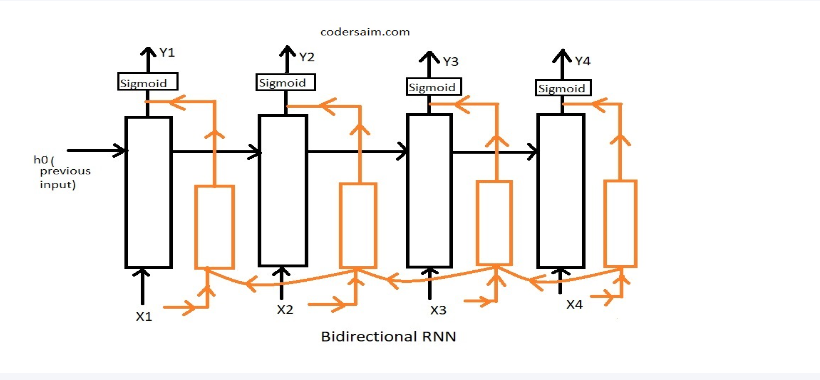 codersaim.com
Y1
Y2
Y3
Y4
Sigmoid
Sigmoid
Sigmoid
Sigmoid
h0 (
previous
input)
X1
X2
X3
X4
Bidirectional RNN